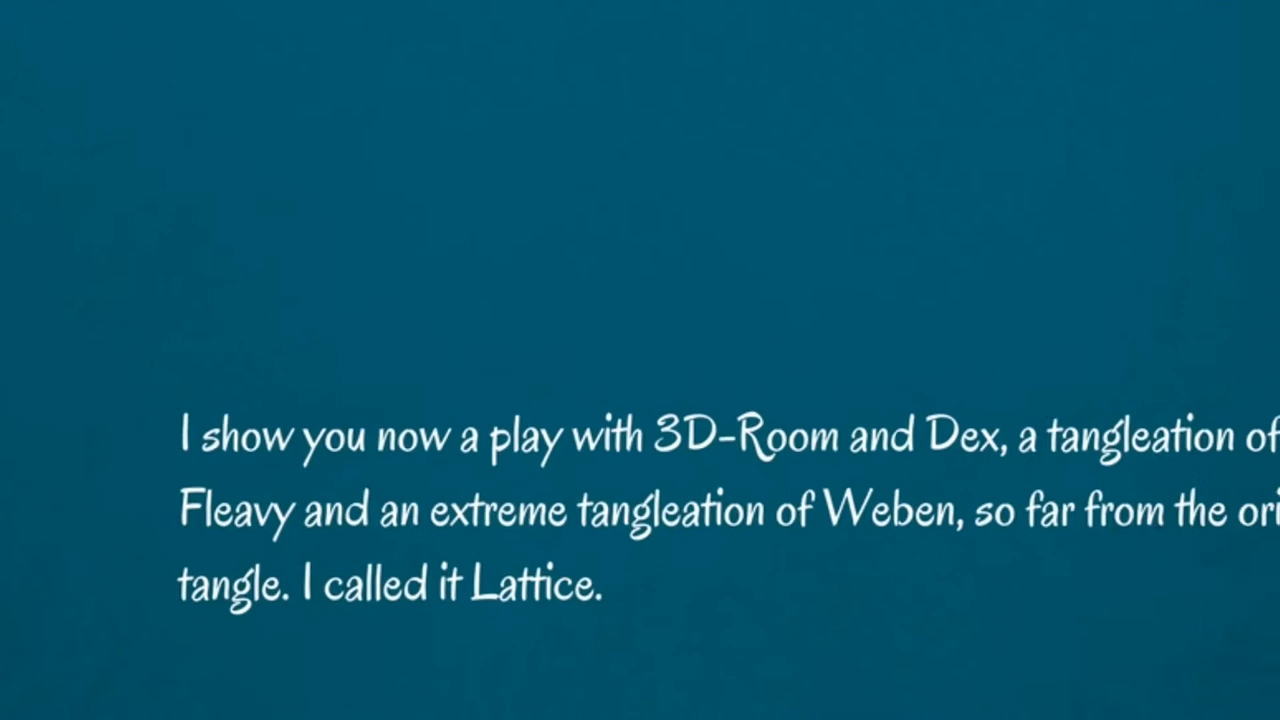 I show you now a play with 3D-Room and Dex, a tangleation of
Fleavy and an extreme tangleation of Weben, so far from the ori
tangle. I called it Lattice.